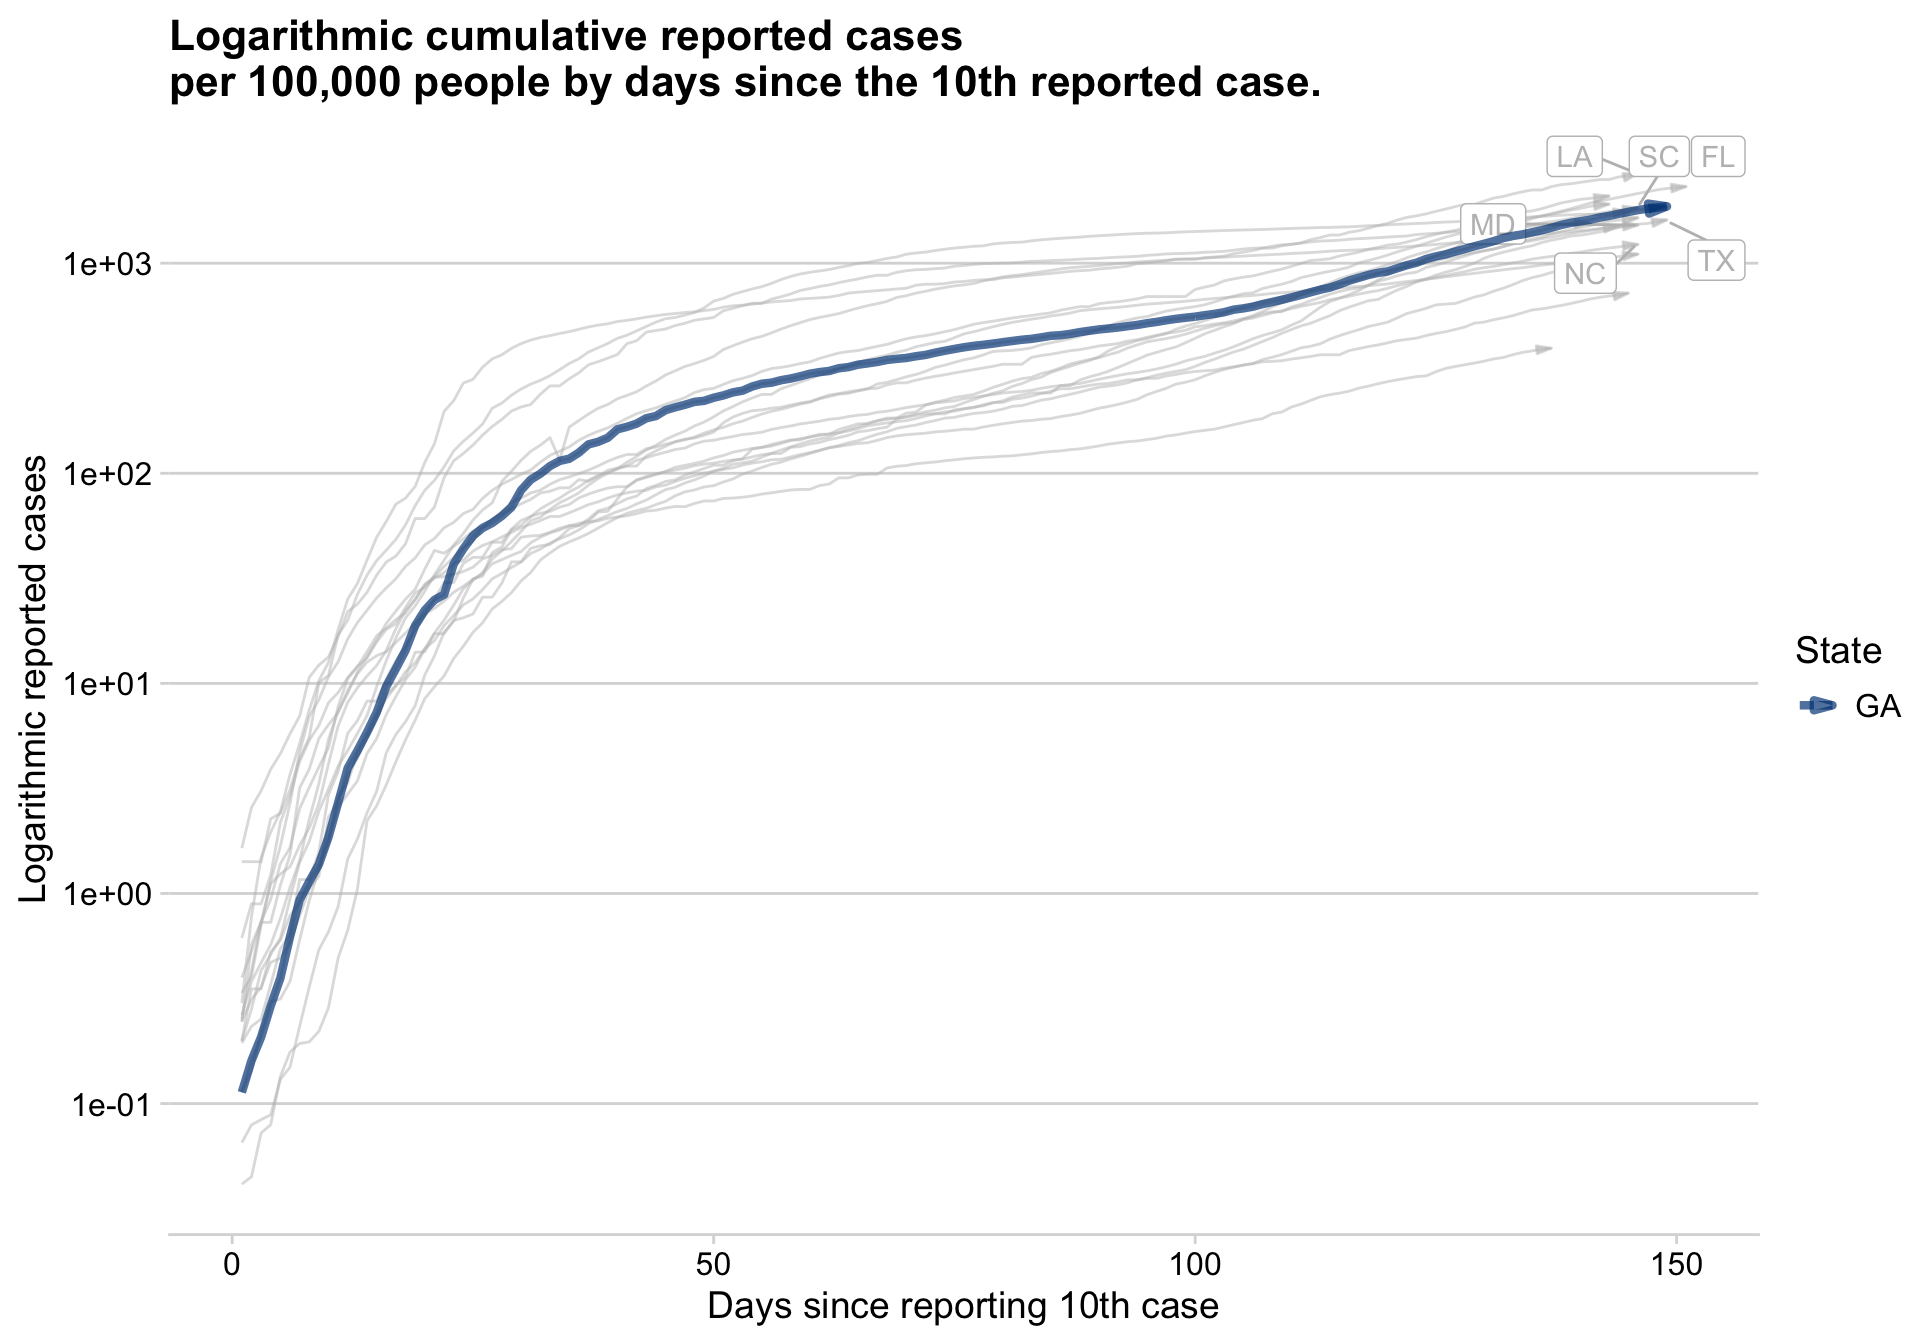 Logarithmic cumulative reported cases
per 100,000 people by days since the 10th reported case.
LA
SC
FL
MD
TX
NC
1e+03
1e+02
1e+01
1e+00
1e-01
Logarithmic reported cases
State
GA
0
50
100
150
Days since reporting 10th case